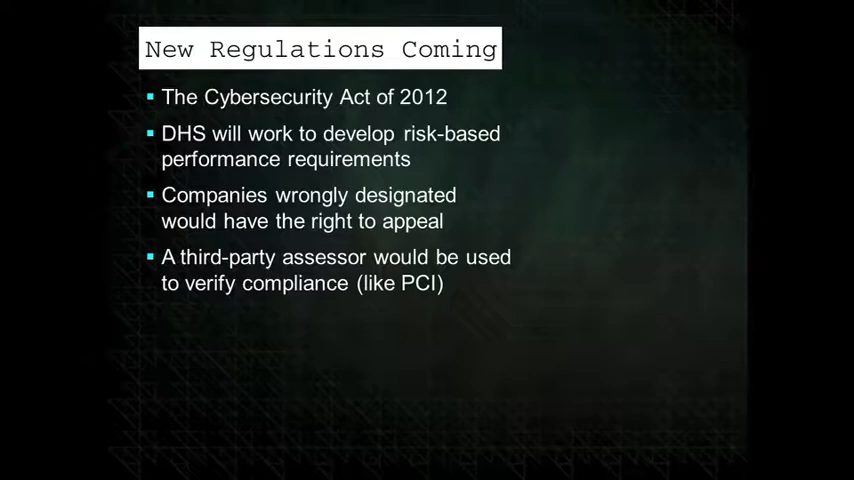 New Regulations Coming
▪ The Cybersecurity Act of 2012
▪ DHS will work to develop risk-based
performance requirements
▪ Companies wrongly designated
would have the right to appeal
▪ A third-party assessor would be used
to verify compliance (like PCI)